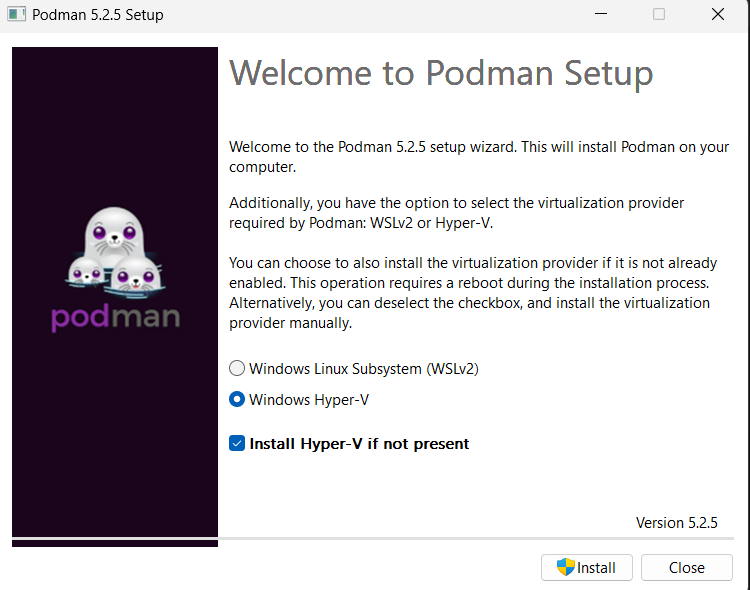 Podman 5.2.5 Setup
Welcome to Podman Setup
Welcome to the Podman 5.2.5 setup wizard. This will install Podman on your
computer.
Additionally, you have the option to select the virtualization provider
required by Podman: WSLv2 or Hyper-V.
You can choose to also install the virtualization provider if it is not already
enabled. This operation requires a reboot during the installation process.
Alternatively, you can deselect the checkbox, and install the virtualization
provider manually.
podman
Windows Linux Subsystem (WSLv2)
Windows Hyper-V
Install Hyper-V if not present
Version 5.2.5
Install
Close